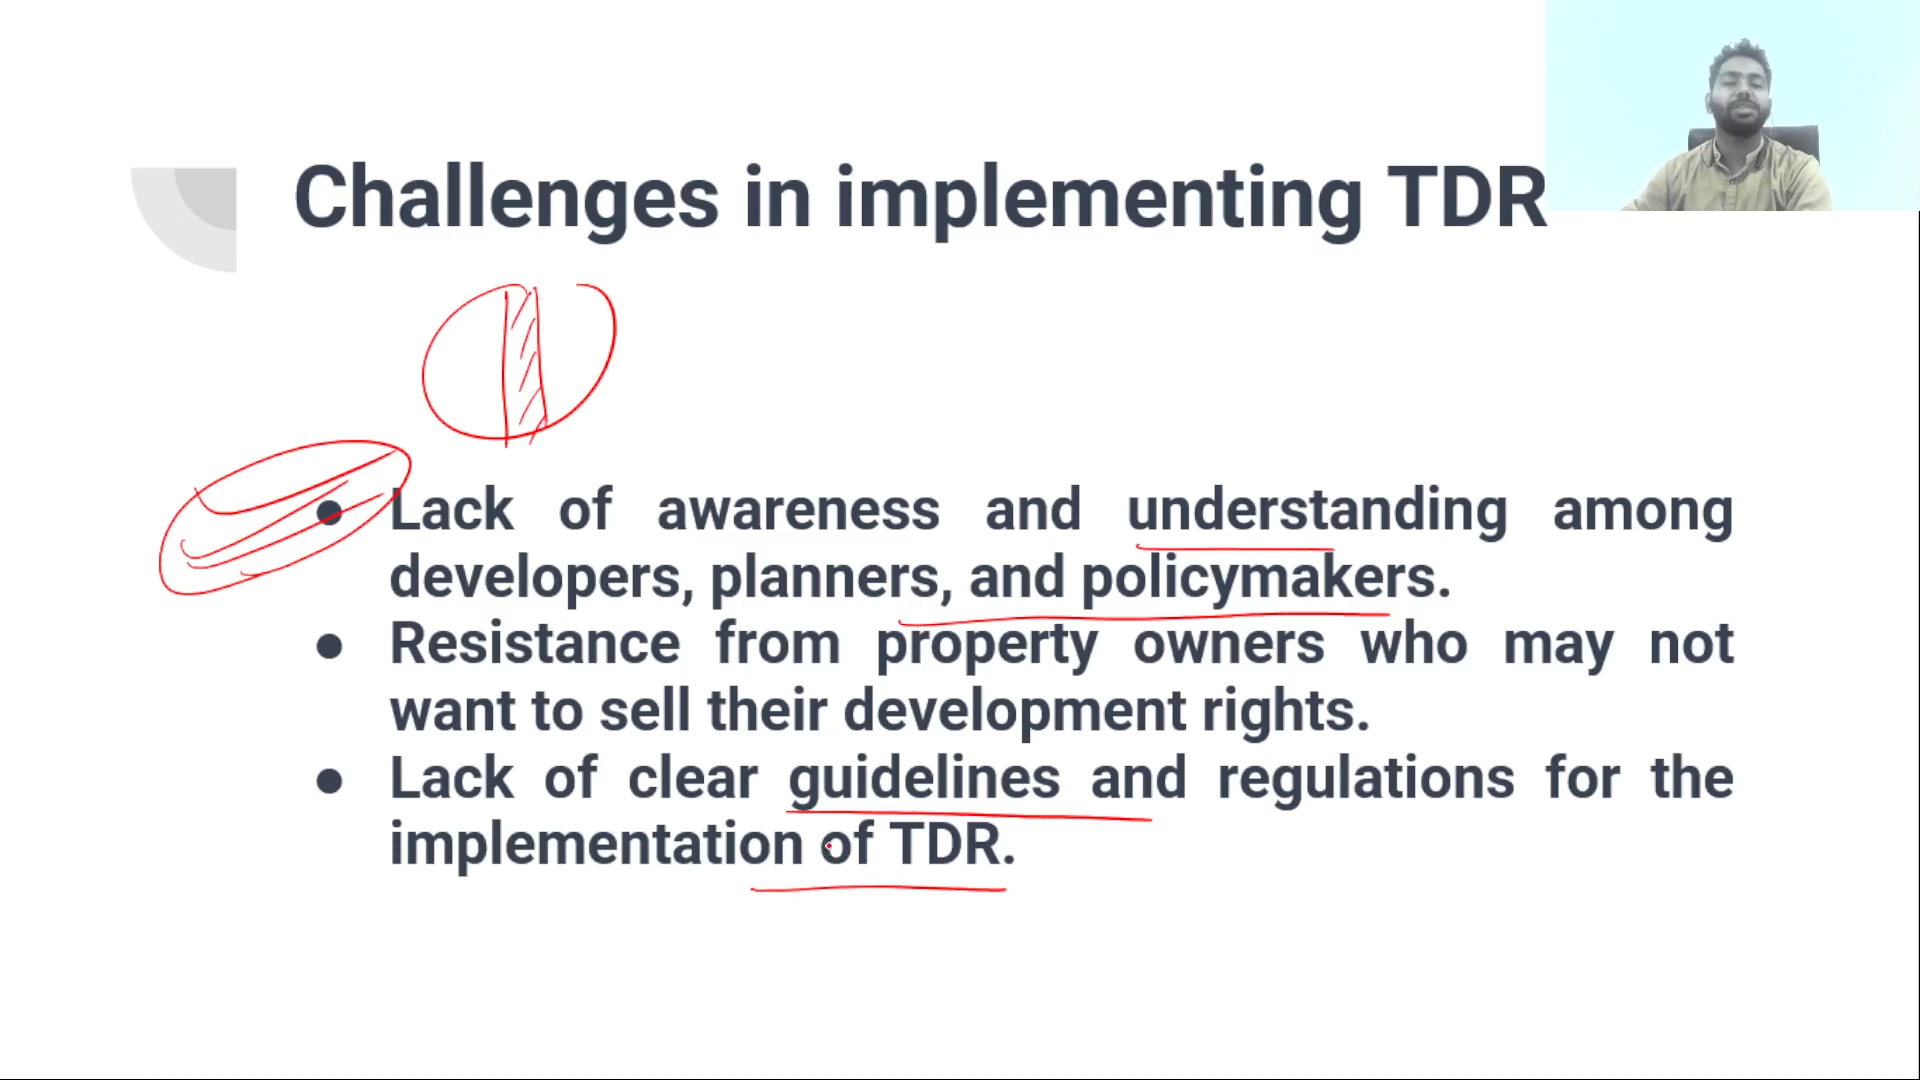 Challenges in implementing TDR
● Lack of awareness and understanding among
developers, planners, and policymakers.
● Resistance from property owners who may not
want to sell their development rights.
● Lack of clear guidelines and regulations for the
implementation of TDR.